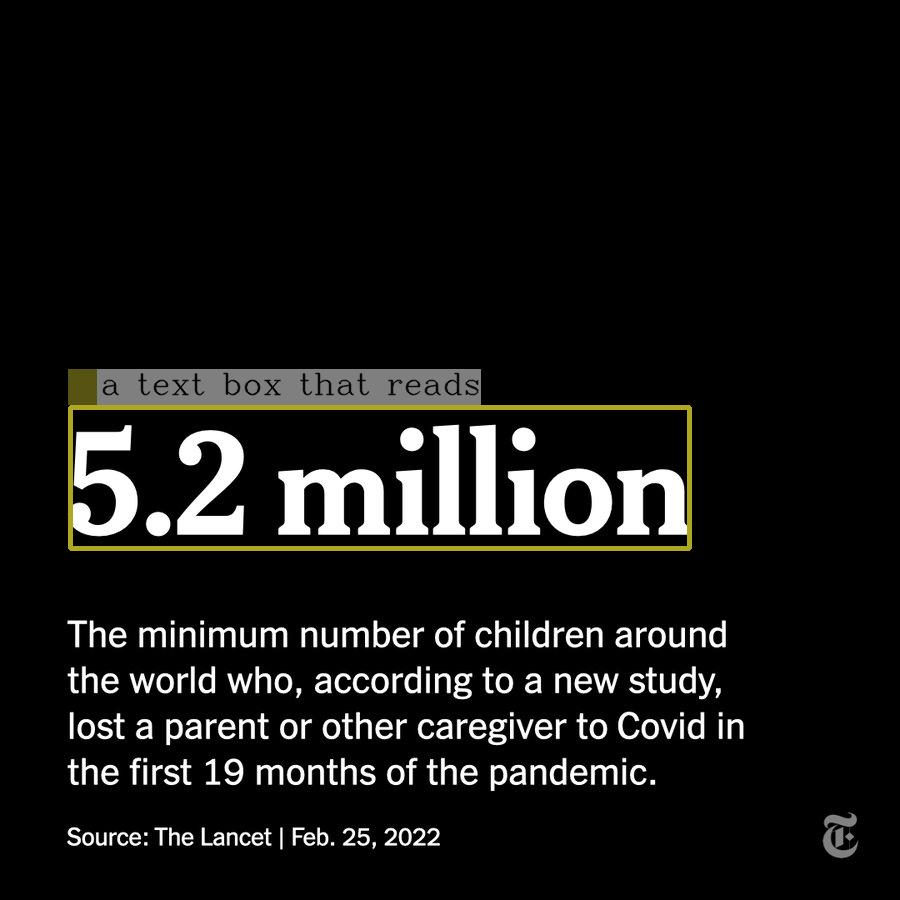 a text box that reads
5.2 million
The minimum number of children around
the world who, according to a new study,
lost a parent or other caregiver to Covid in
the first 19 months of the pandemic.
Source: The Lancet | Feb. 25, 2022
T